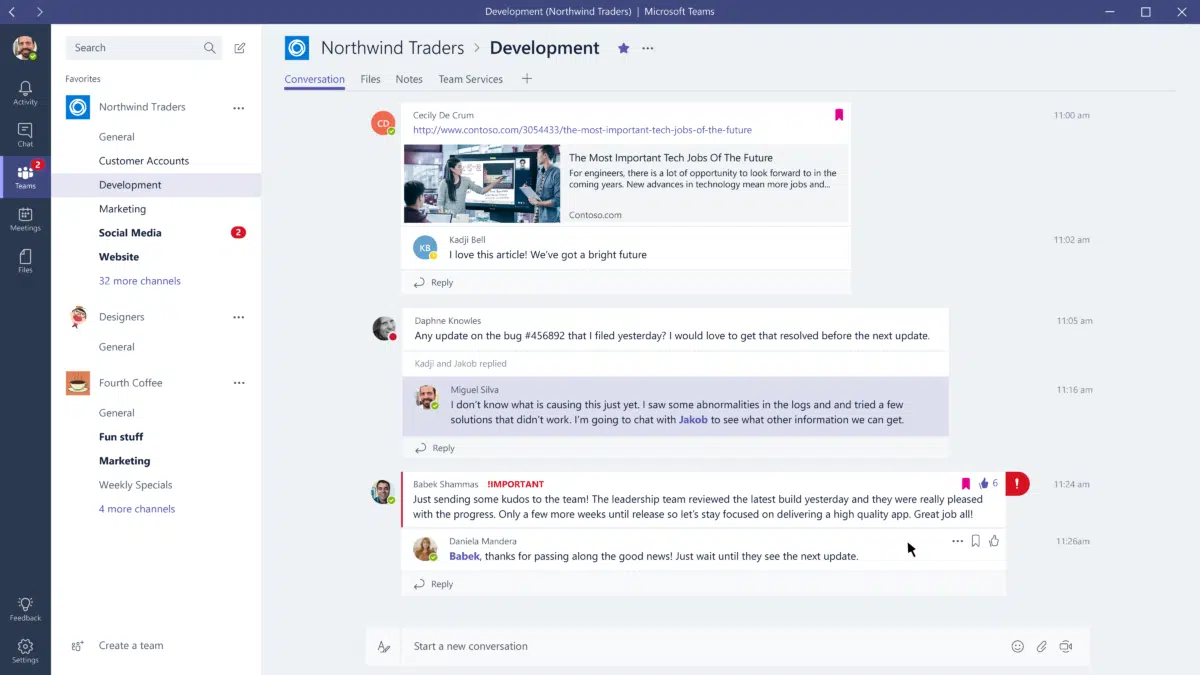 Development (Northwind Traders) | Microsoft Teams
Search
Activity
Chat
2
Teams
Meetings
Files
Feedback
Settings
Favorites
Northwind Traders
General
Customer Accounts
Development
Marketing
Social Media 2
Website
32 more channels
Designers
General
Fourth Coffee
General
Fun stuff
Marketing
Weekly Specials
4 more channels
Create a team
Northwind Traders > Development
Conversation Files Notes Team Services
CD
Cecily De Crum 11:00 am
http://www.contoso.com/3054433/the-most-important-tech-jobs-of-the-future
The Most Important Tech Jobs Of The Future
For engineers, there is a lot of opportunity to look forward to in the
coming years. New advances in technology mean more jobs and...
Contoso.com
KB
Kadji Bell 11:02 am
I love this article! We've got a bright future
Reply
Daphne Knowles 11:05 am
Any update on the bug #456892 that I filed yesterday? I would love to get that resolved before the next update.
Kadji and Jakob replied
Miguel Silva 11:16 am
I don't know what is causing this just yet. I saw some abnormalities in the logs and and tried a few
solutions that didn't work. I'm going to chat with Jakob to see what other information we can get.
Reply
Babek Shammas !IMPORTANT 6 ! 11:24 am
Just sending some kudos to the team! The leadership team reviewed the latest build yesterday and they were really pleased
with the progress. Only a few more weeks until release so let's stay focused on delivering a high quality app. Great job all!
Daniela Mandera 11:26am
Babek, thanks for passing along the good news! Just wait until they see the next update.
Reply
Start a new conversation